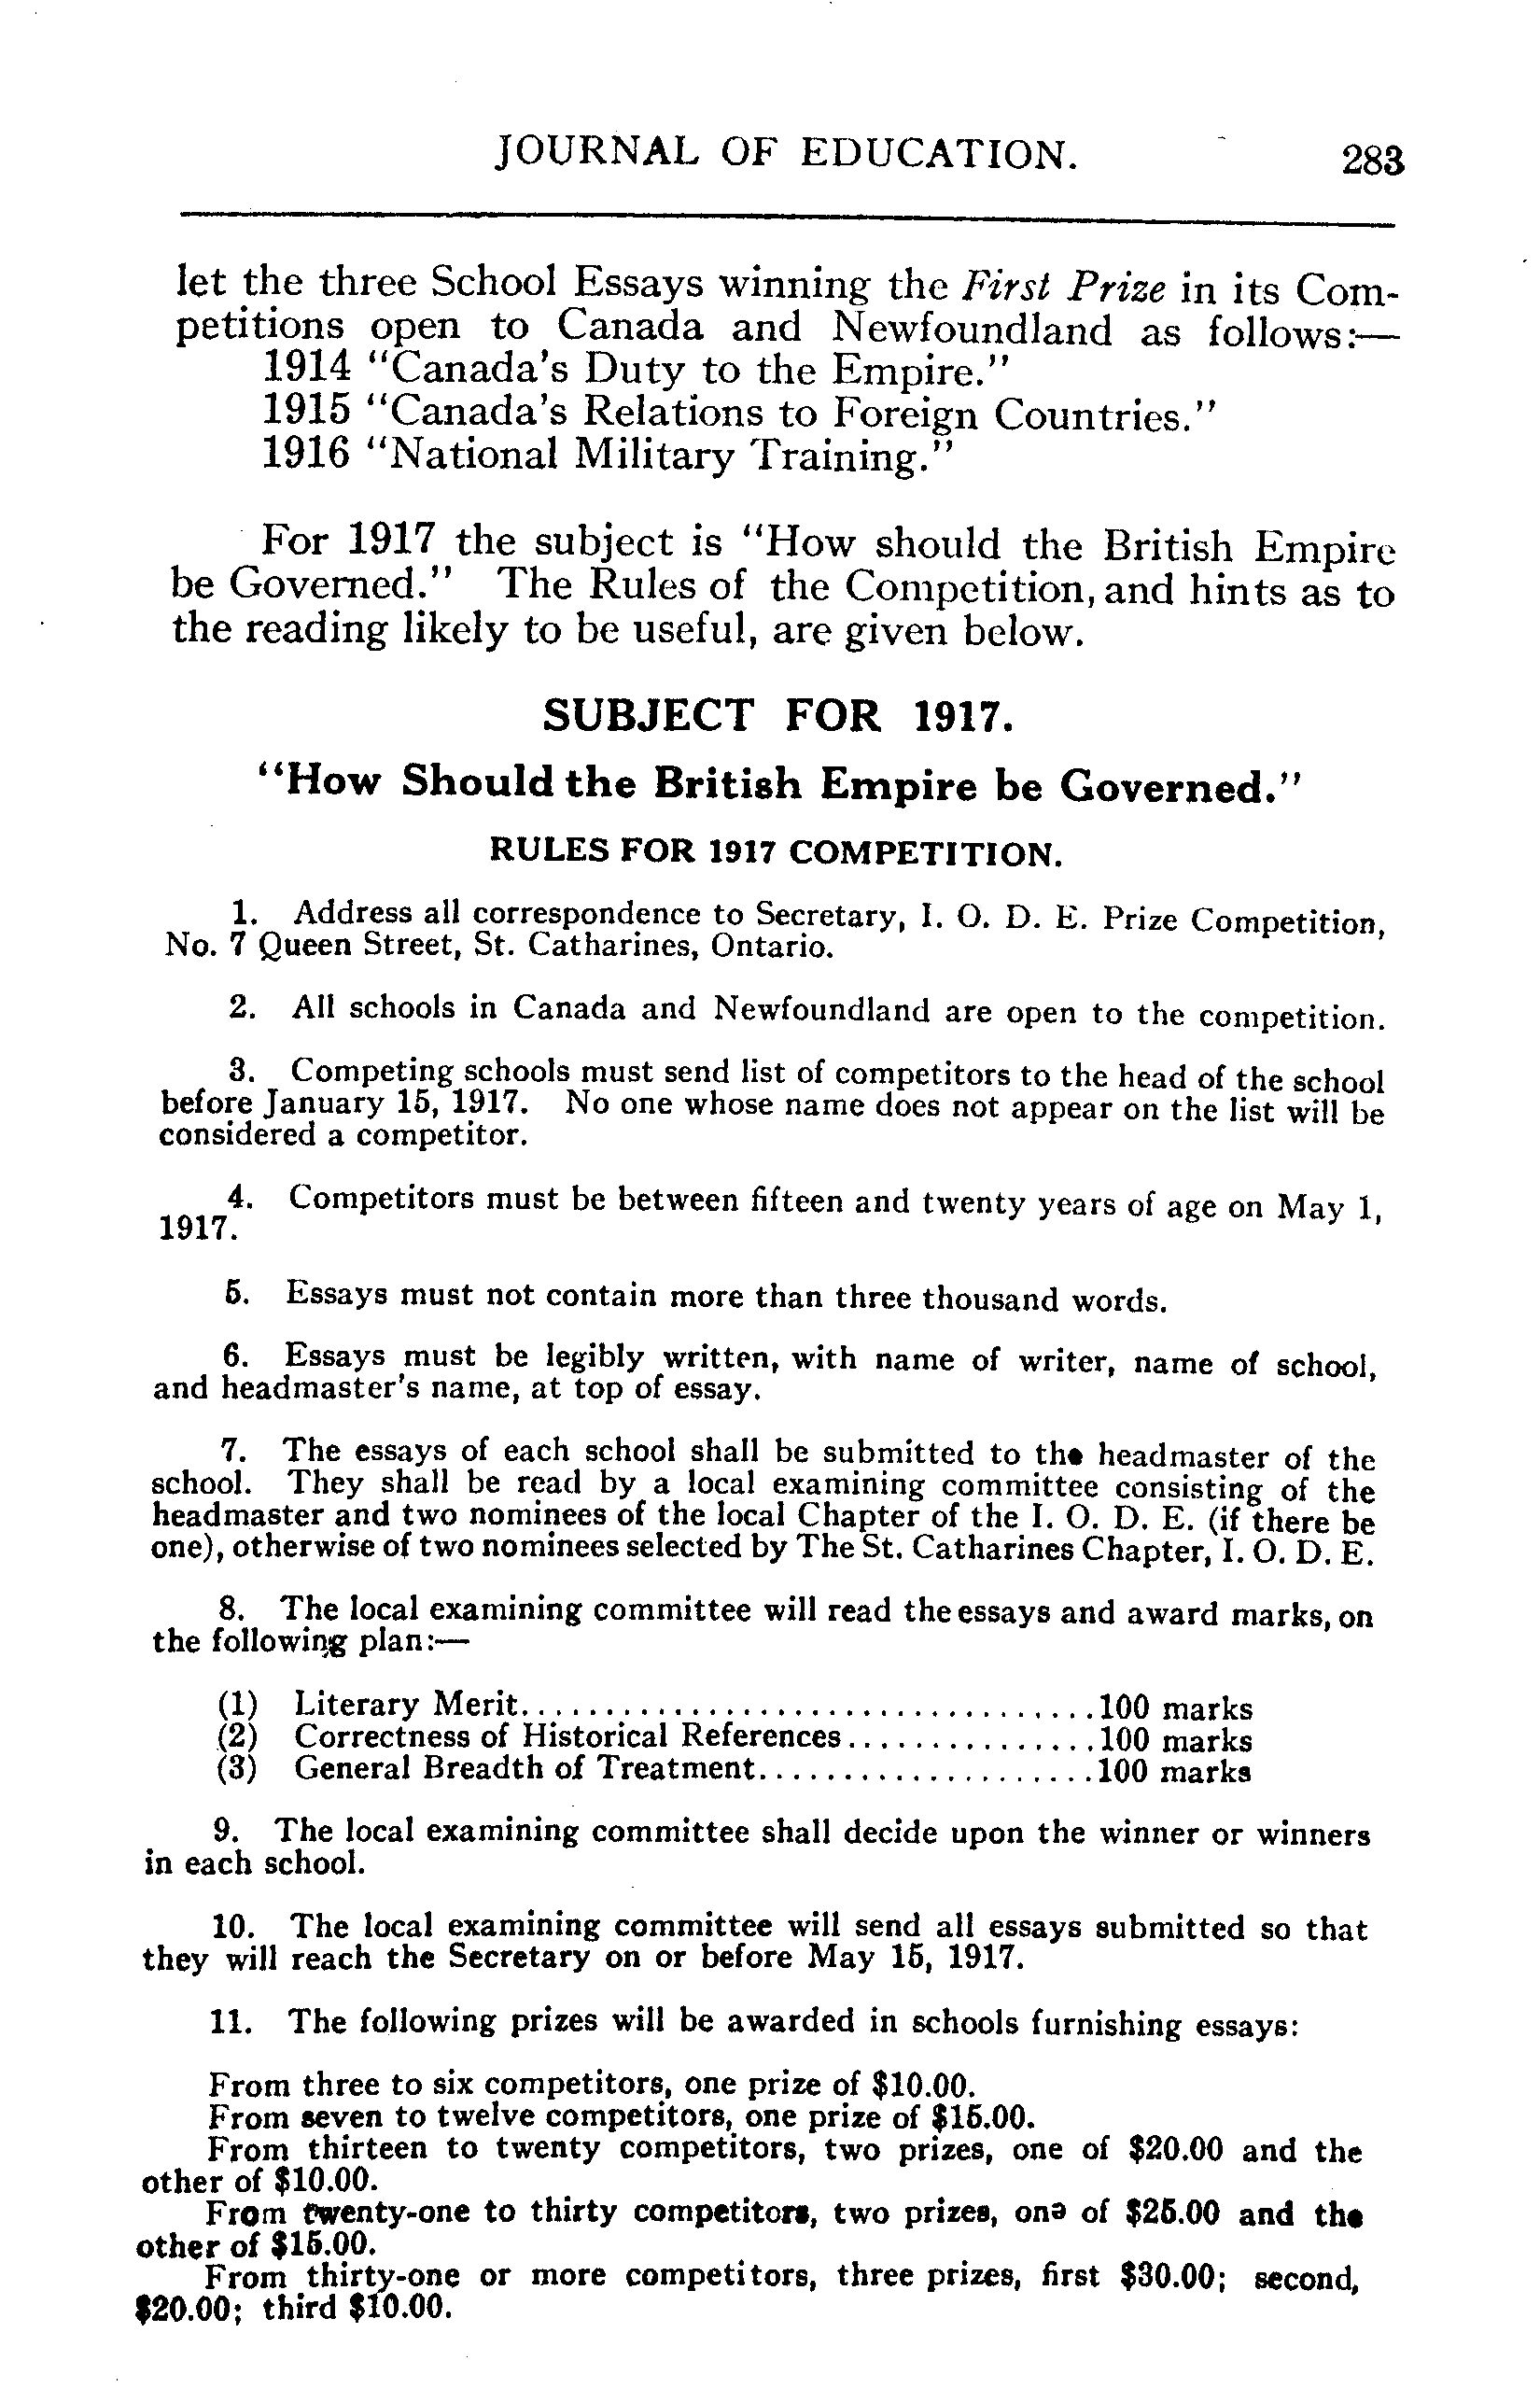 JOURNAL OF EDUCATION. 283
let the three School Essays winning the First Prize in its Com-
petitions open to Canada and Newfoundland as follows:—
1914 "Canada's Duty to the Empire."
1915 "Canada's Relations to Foreign Countries."
1916 "National Military Training."
For 1917 the subject is "How should the British Empire
be Governed." The Rules of the Competition, and hints as to
the reading likely to be useful, are given below.
SUBJECT FOR 1917.
"How Should the British Empire be Governed."
RULES FOR 1917 COMPETITION.
1. Address all correspondence to Secretary, I. O. D. E. Prize Competition,
No. 7 Queen Street, St. Catharines, Ontario.
2. All schools in Canada and Newfoundland are open to the competition.
3. Competing schools must send list of competitors to the head of the school
before January 15, 1917. No one whose name does not appear on the list will be
considered a competitor.
4. Competitors must be between fifteen and twenty years of age on May 1,
1917.
5. Essays must not contain more than three thousand words.
6. Essays must be legibly written, with name of writer, name of school,
and headmaster's name, at top of essay.
7. The essays of each school shall be submitted to the headmaster of the
school. They shall be read by a local examining committee consisting of the
headmaster and two nominees of the local Chapter of the I. O. D. E. (if there be
one), otherwise of two nominees selected by The St. Catharines Chapter, I. O. D. E.
8. The local examining committee will read the essays and award marks, on
the following plan:—
(1) Literary Merit..................................100 marks
(2) Correctness of Historical References...............100 marks
(3) General Breadth of Treatment....................100 marks
9. The local examining committee shall decide upon the winner or winners
in each school.
10. The local examining committee will send all essays submitted so that
they will reach the Secretary on or before May 15, 1917.
11. The following prizes will be awarded in schools furnishing essays:
From three to six competitors, one prize of $10.00.
From seven to twelve competitors, one prize of $15.00.
From thirteen to twenty competitors, two prizes, one of $20.00 and the
other of $10.00.
From twenty-one to thirty competitors, two prizes, one of $25.00 and the
other of $15.00.
From thirty-one or more competitors, three prizes, first $30.00; second,
$20.00; third $10.00.